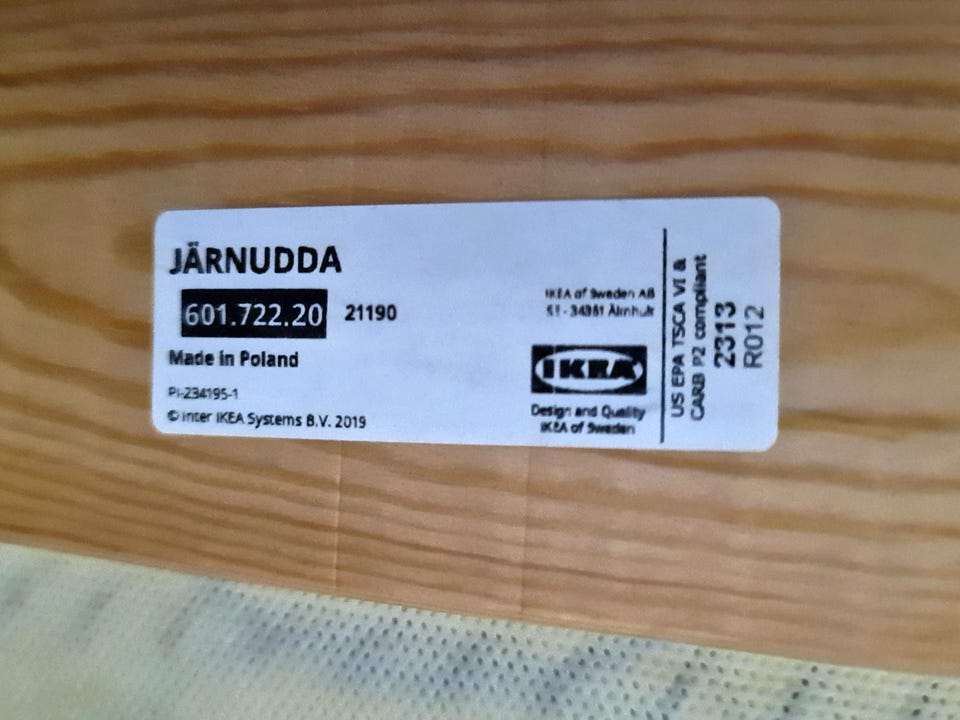 JÄRNUDDA
601.722.20 21190
Made in Poland
PI-234195-1
© Inter IKEA Systems B.V. 2019
IKEA of Sweden AB
S1 - 34381 Älmhult
IKEA
Design and Quality
IKEA of Sweden
US EPA TSCA VI &
CARB P2 compliant
2313
R012